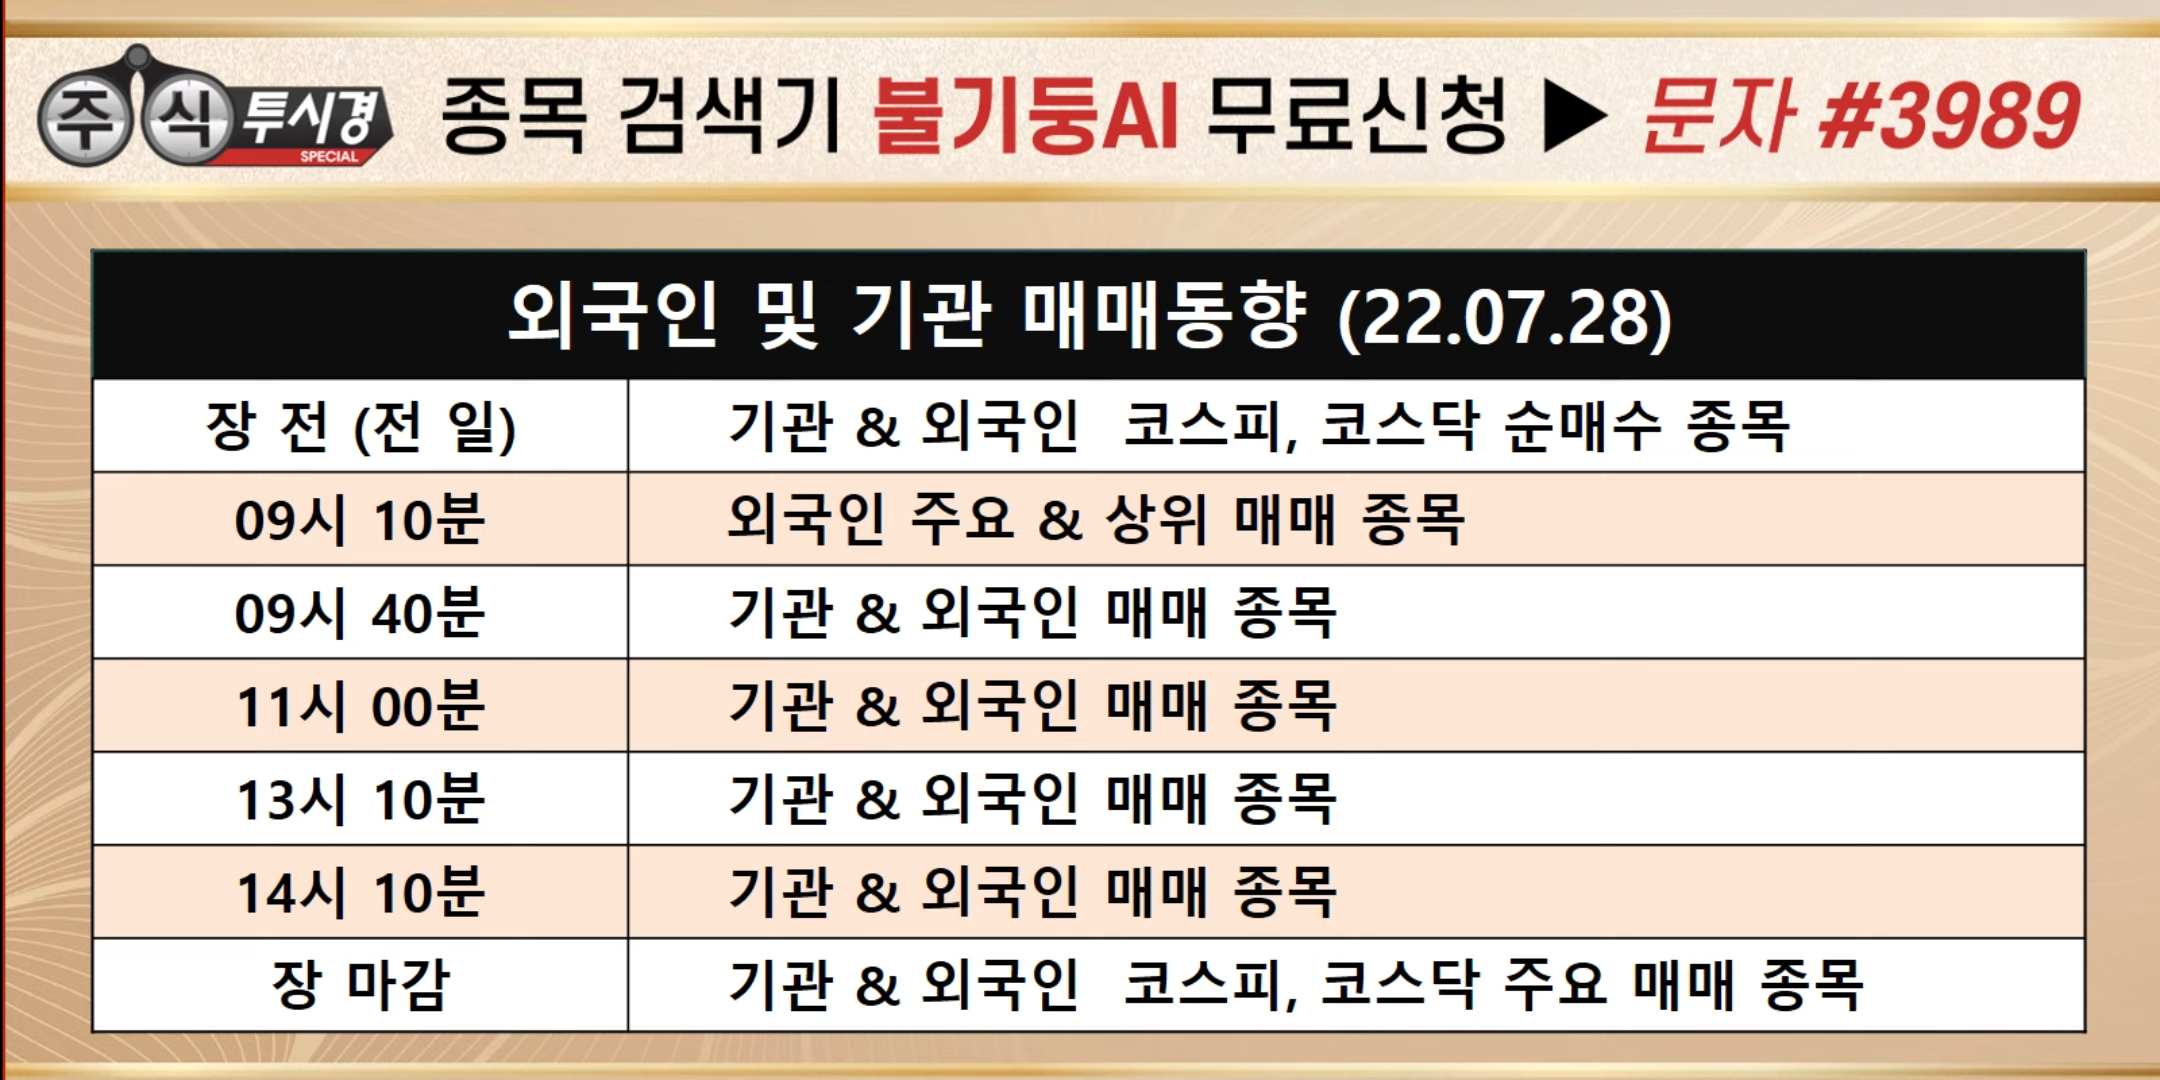 주식투시경
SPECIAL
종목 검색기 불기둥AI 무료신청 ▶ 문자 #3989
외국인 및 기관 매매동향 (22.07.28)
장 전 (전 일) 기관 & 외국인 코스피, 코스닥 순매수 종목
09시 10분 외국인 주요 & 상위 매매 종목
09시 40분 기관 & 외국인 매매 종목
11시 00분 기관 & 외국인 매매 종목
13시 10분 기관 & 외국인 매매 종목
14시 10분 기관 & 외국인 매매 종목
장 마감 기관 & 외국인 코스피, 코스닥 주요 매매 종목